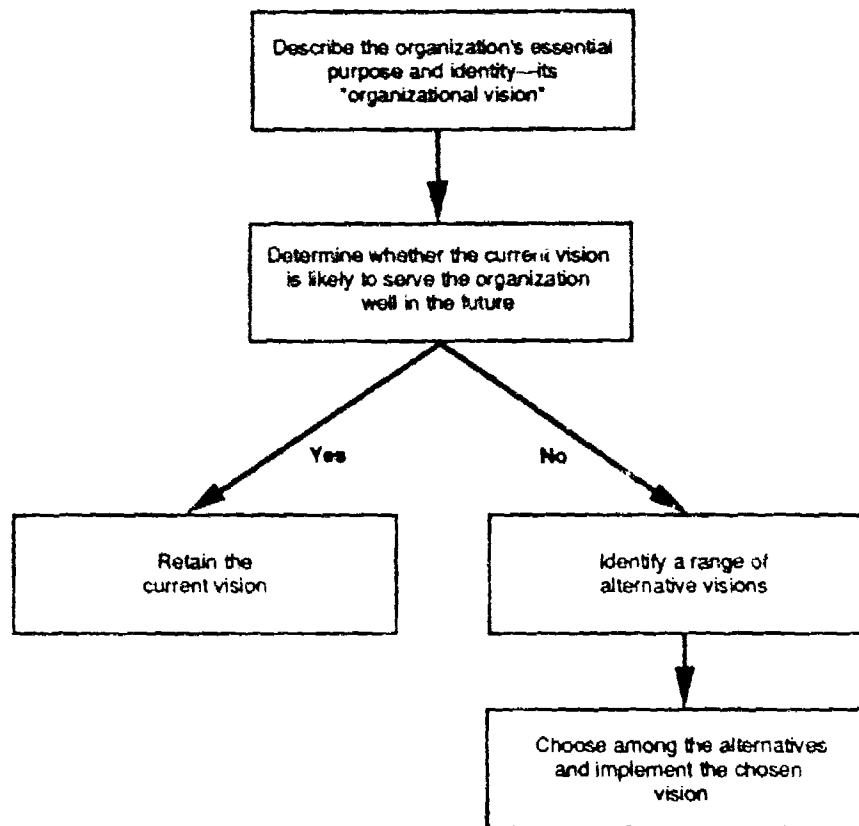 Describe the organization's essential
purpose and identity—its
"organizational vision"
Determine whether the current vision
is likely to serve the organization
well in the future
Yes
No
Retain the
current vision
Identify a range of
alternative visions
Choose among the alternatives
and implement the chosen
vision